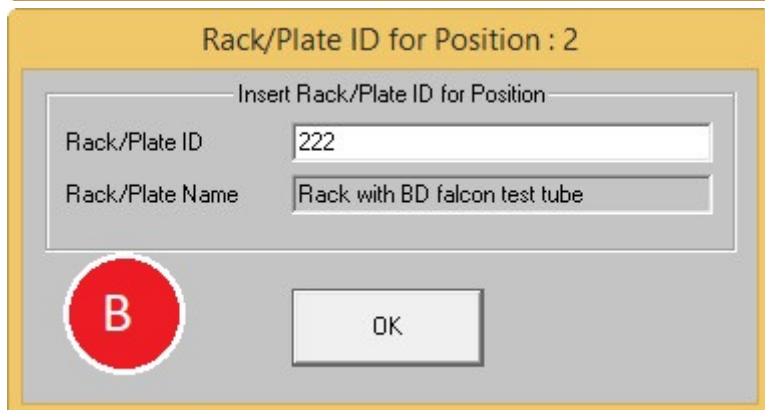 Rack/Plate ID for Position : 2
Insert Rack/Plate ID for Position
Rack/Plate ID 222
Rack/Plate Name Rack with BD falcon test tube
B
OK